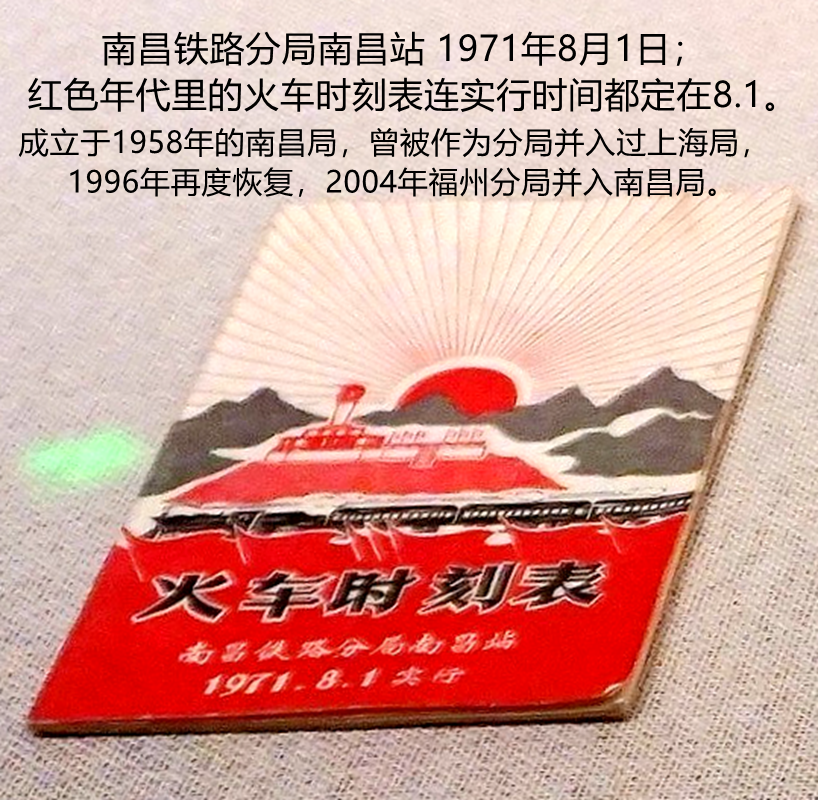 南昌铁路分局南昌站 1971年8月1日；
红色年代里的火车时刻表连实行时间都定在8.1。
成立于1958年的南昌局，曾被作为分局并入过上海局，
1996年再度恢复，2004年福州分局并入南昌局。
火车时刻表
南昌铁路分局南昌站
1971.8.1实行